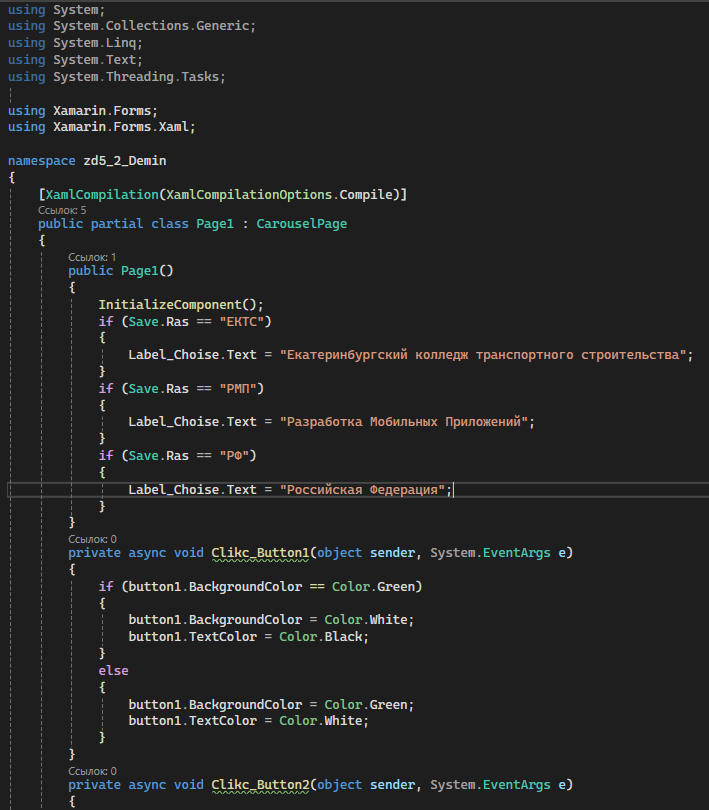 using System;
using System.Collections.Generic;
using System.Linq;
using System.Text;
using System.Threading.Tasks;
using Xamarin.Forms;
using Xamarin.Forms.Xaml;
namespace zd5_2_Demin
{
[XamlCompilation(XamlCompilationOptions.Compile)]
Ссылок: 5
public partial class Page1 : CarouselPage
{
Ссылок: 1
public Page1()
{
InitializeComponent();
if (Save.Ras == "ЕКТС")
{
Label_Choise.Text = "Екатеринбургский колледж транспортного строительства";
}
if (Save.Ras == "РМП")
{
Label_Choise.Text = "Разработка Мобильных Приложений";
}
if (Save.Ras == "РФ")
{
Label_Choise.Text = "Российская Федерация";
}
}
Ссылок: 0
private async void Clikc_Button1(object sender, System.EventArgs e)
{
if (button1.BackgroundColor == Color.Green)
{
button1.BackgroundColor = Color.White;
button1.TextColor = Color.Black;
}
else
{
button1.BackgroundColor = Color.Green;
button1.TextColor = Color.White;
}
}
Ссылок: 0
private async void Clikc_Button2(object sender, System.EventArgs e)
{